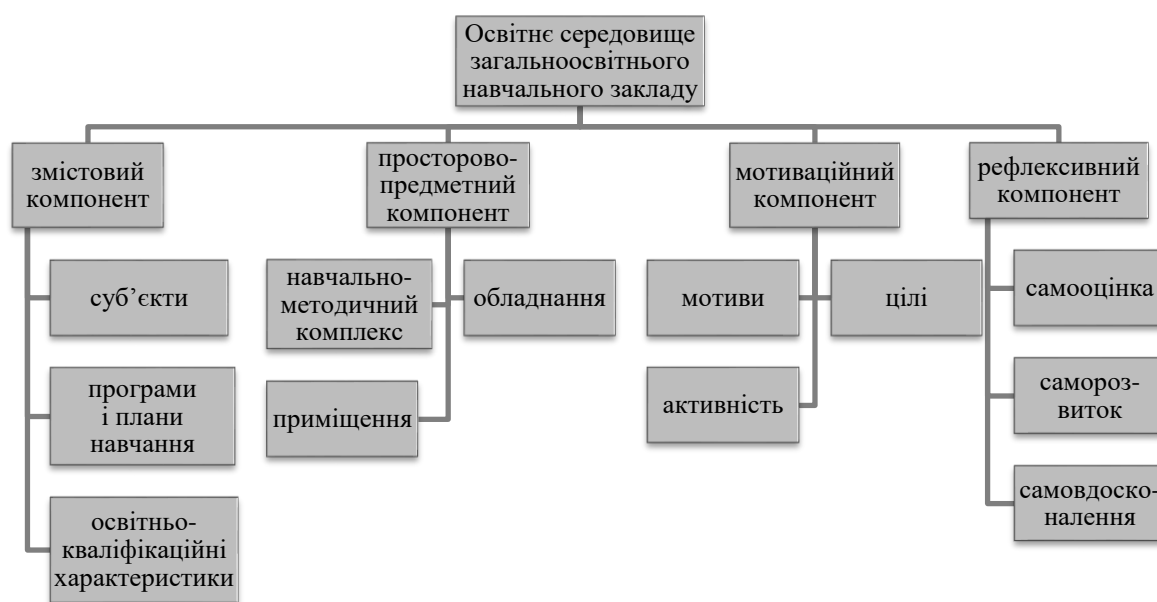 Освітнє середовище
загальноосвітнього
навчального закладу
змістовий
компонент
просторово-
предметний
компонент
мотиваційний
компонент
рефлексивний
компонент
суб’єкти
програми
і плани
навчання
освітньо-
кваліфікаційні
характеристики
навчально-
методичний
комплекс
обладнання
приміщення
мотиви
цілі
активність
самооцінка
самороз-
виток
самовдоско-
налення